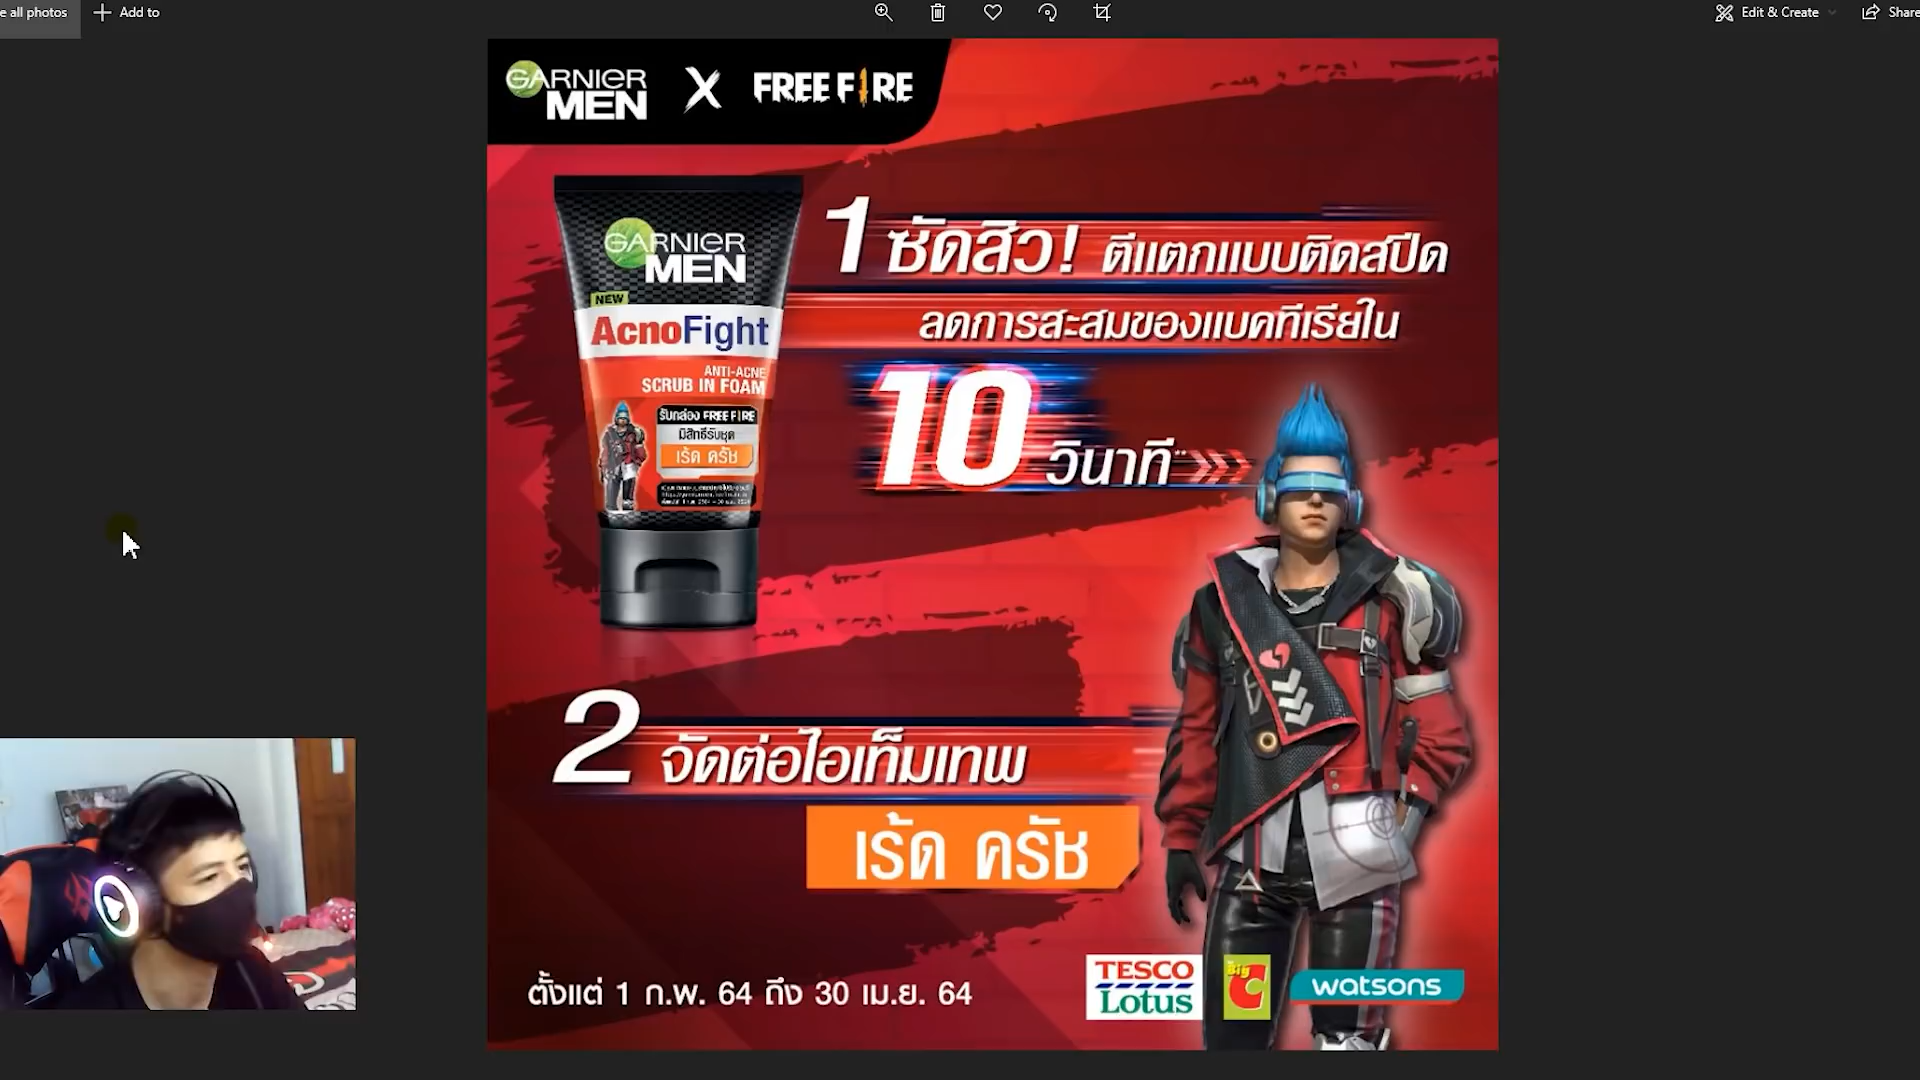 e all photos
Add to
Edit & Create
Share
GARNIER
MEN
X
FREE FIRE
GARNIER
MEN
NEW
AcnoFight
ANTI-ACNE
SCRUB IN FOAM
รับกล่อง FREE FIRE
มีสิทธิ์รับชุด
เร้ด ครัช
1 ซัดสิว! ตีแตกแบบติดสปีด
ลดการสะสมของแบคทีเรียใน
10 วินาที**
2 จัดต่อไอเท็มเทพ
เร้ด ครัช
ตั้งแต่ 1 ก.พ. 64 ถึง 30 เม.ย. 64
TESCO
Lotus
Big
C
watsons